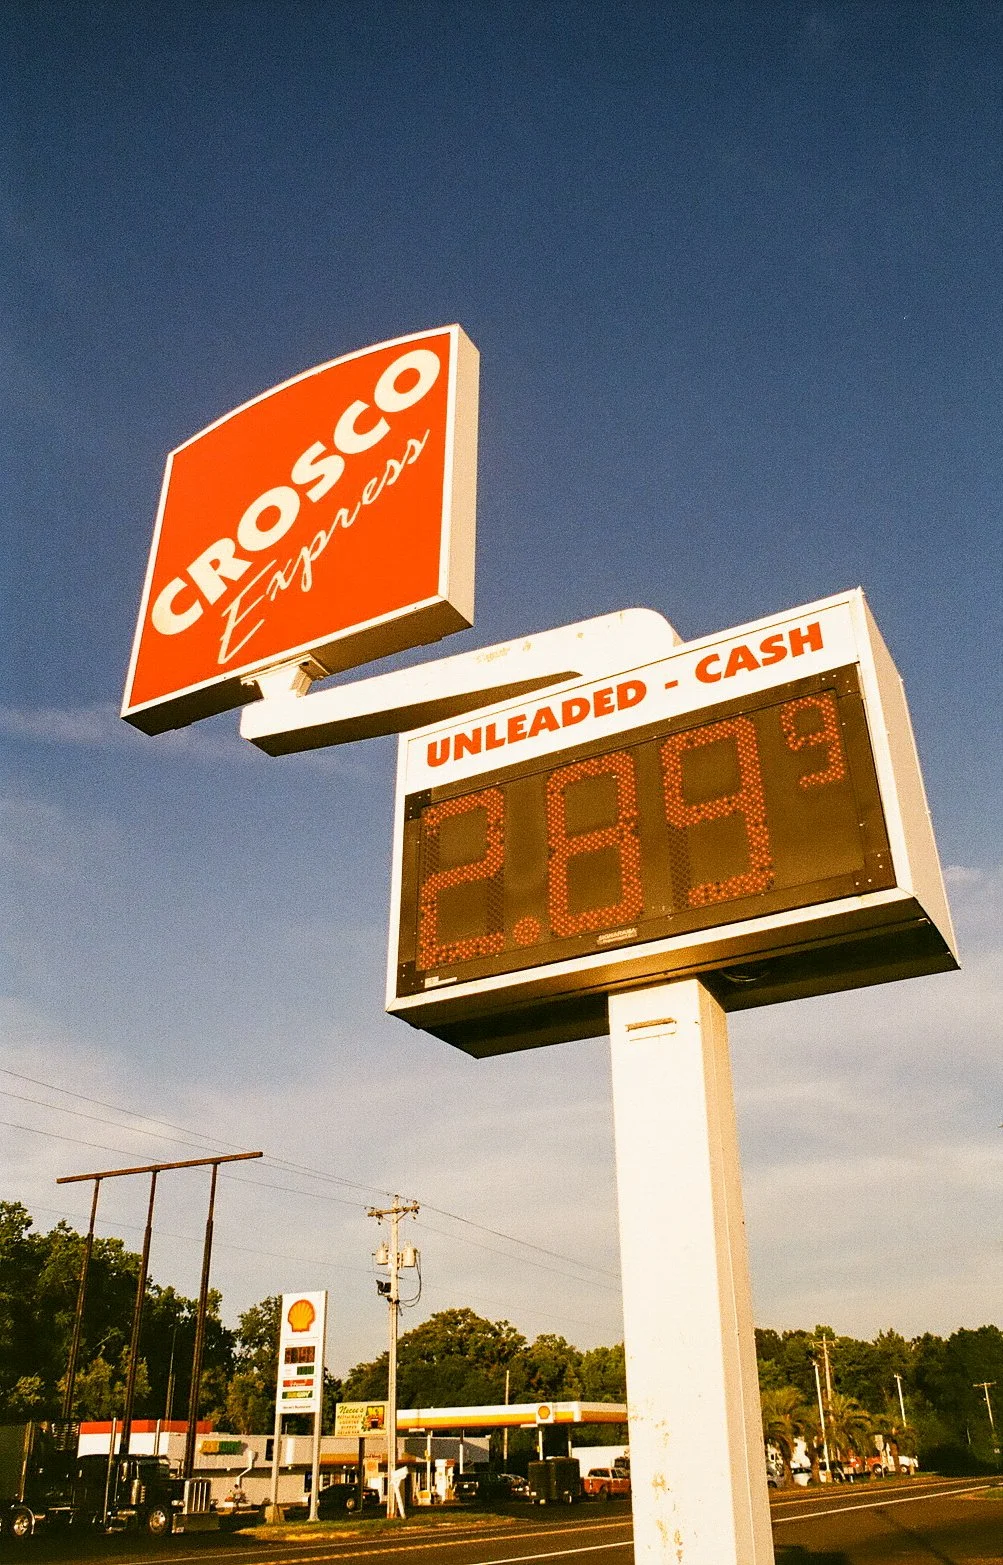 CROSCO
Express
UNLEADED - CASH
2.89 9